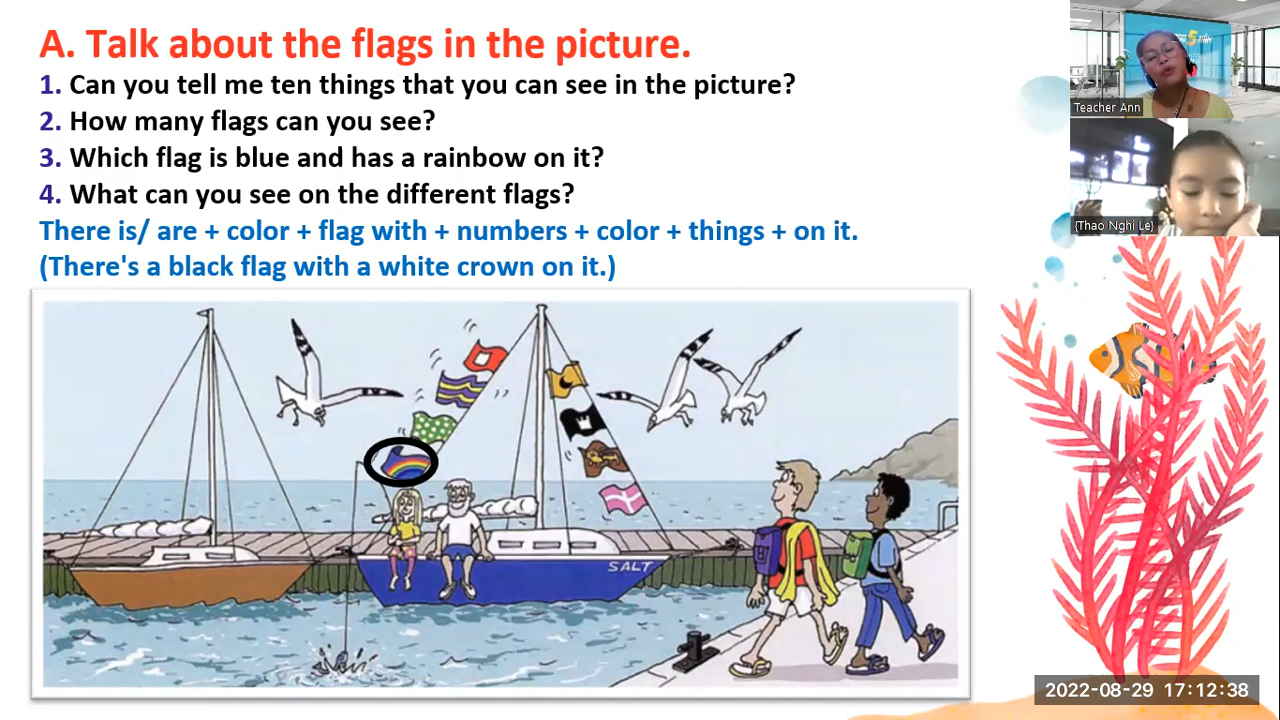 A. Talk about the flags in the picture.
1. Can you tell me ten things that you can see in the picture?
2. How many flags can you see?
3. Which flag is blue and has a rainbow on it?
4. What can you see on the different flags?
There is/ are + color + flag with + numbers + color + things + on it.
(There's a black flag with a white crown on it.)
Teacher Ann
{Thao Nghi Le}
SALT
2022-08-29 17:12:38